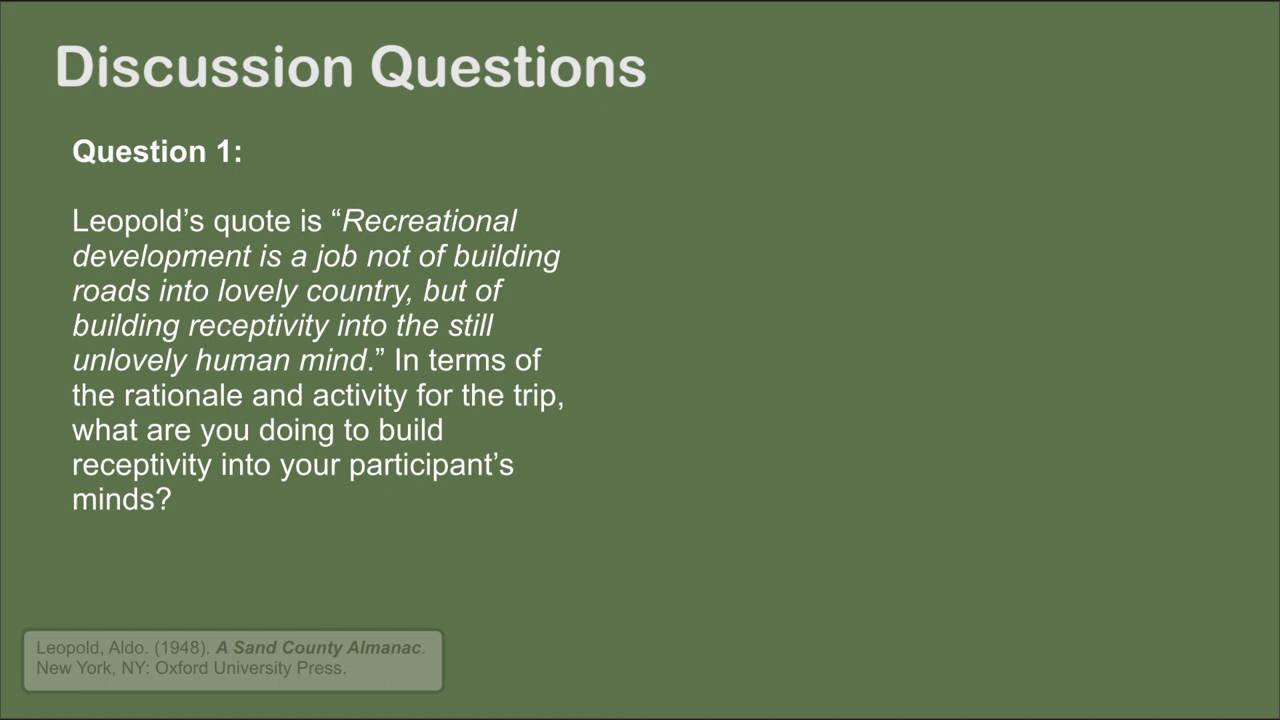 Discussion Questions
Question 1:
Leopold’s quote is “Recreational
development is a job not of building
roads into lovely country, but of
building receptivity into the still
unlovely human mind.” In terms of
the rationale and activity for the trip,
what are you doing to build
receptivity into your participant’s
minds?
Leopold, Aldo. (1948). A Sand County Almanac.
New York, NY: Oxford University Press.